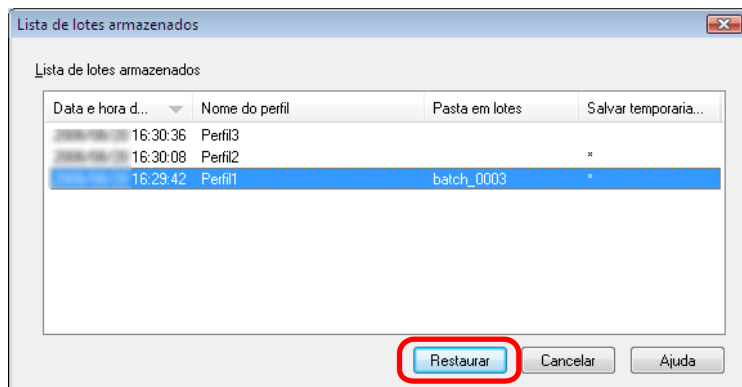 Lista de lotes armazenados
Lista de lotes armazenados
Data e hora d... Nome do perfil Pasta em lotes Salvar temporaria...
16:30:36 Perfil3
16:30:08 Perfil2 *
16:29:42 Perfil1 batch_0003 *
Restaurar Cancelar Ajuda